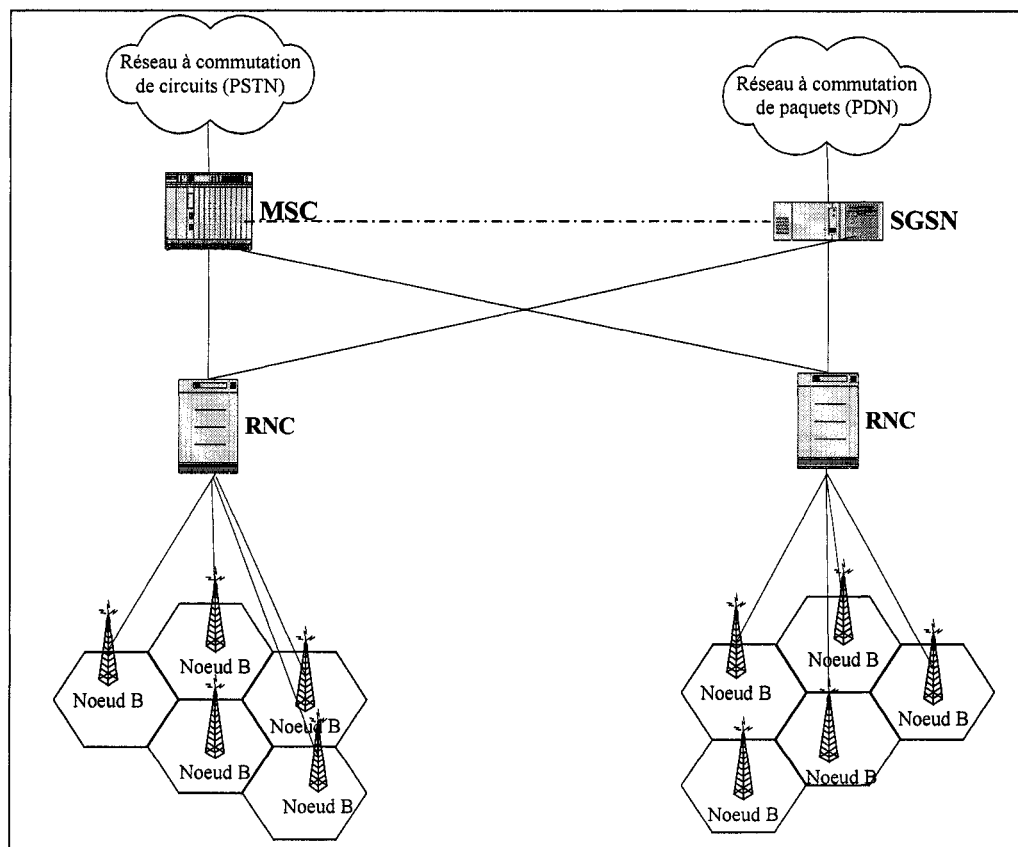 Réseau à commutation
de circuits (PSTN)
Réseau à commutation
de paquets (PDN)
MSC
SGSN
RNC
RNC
Noeud B
Noeud B
Noeud B
Noeud B
Noeud B
Noeud B
Noeud B
Noeud B
Noeud B
Noeud B